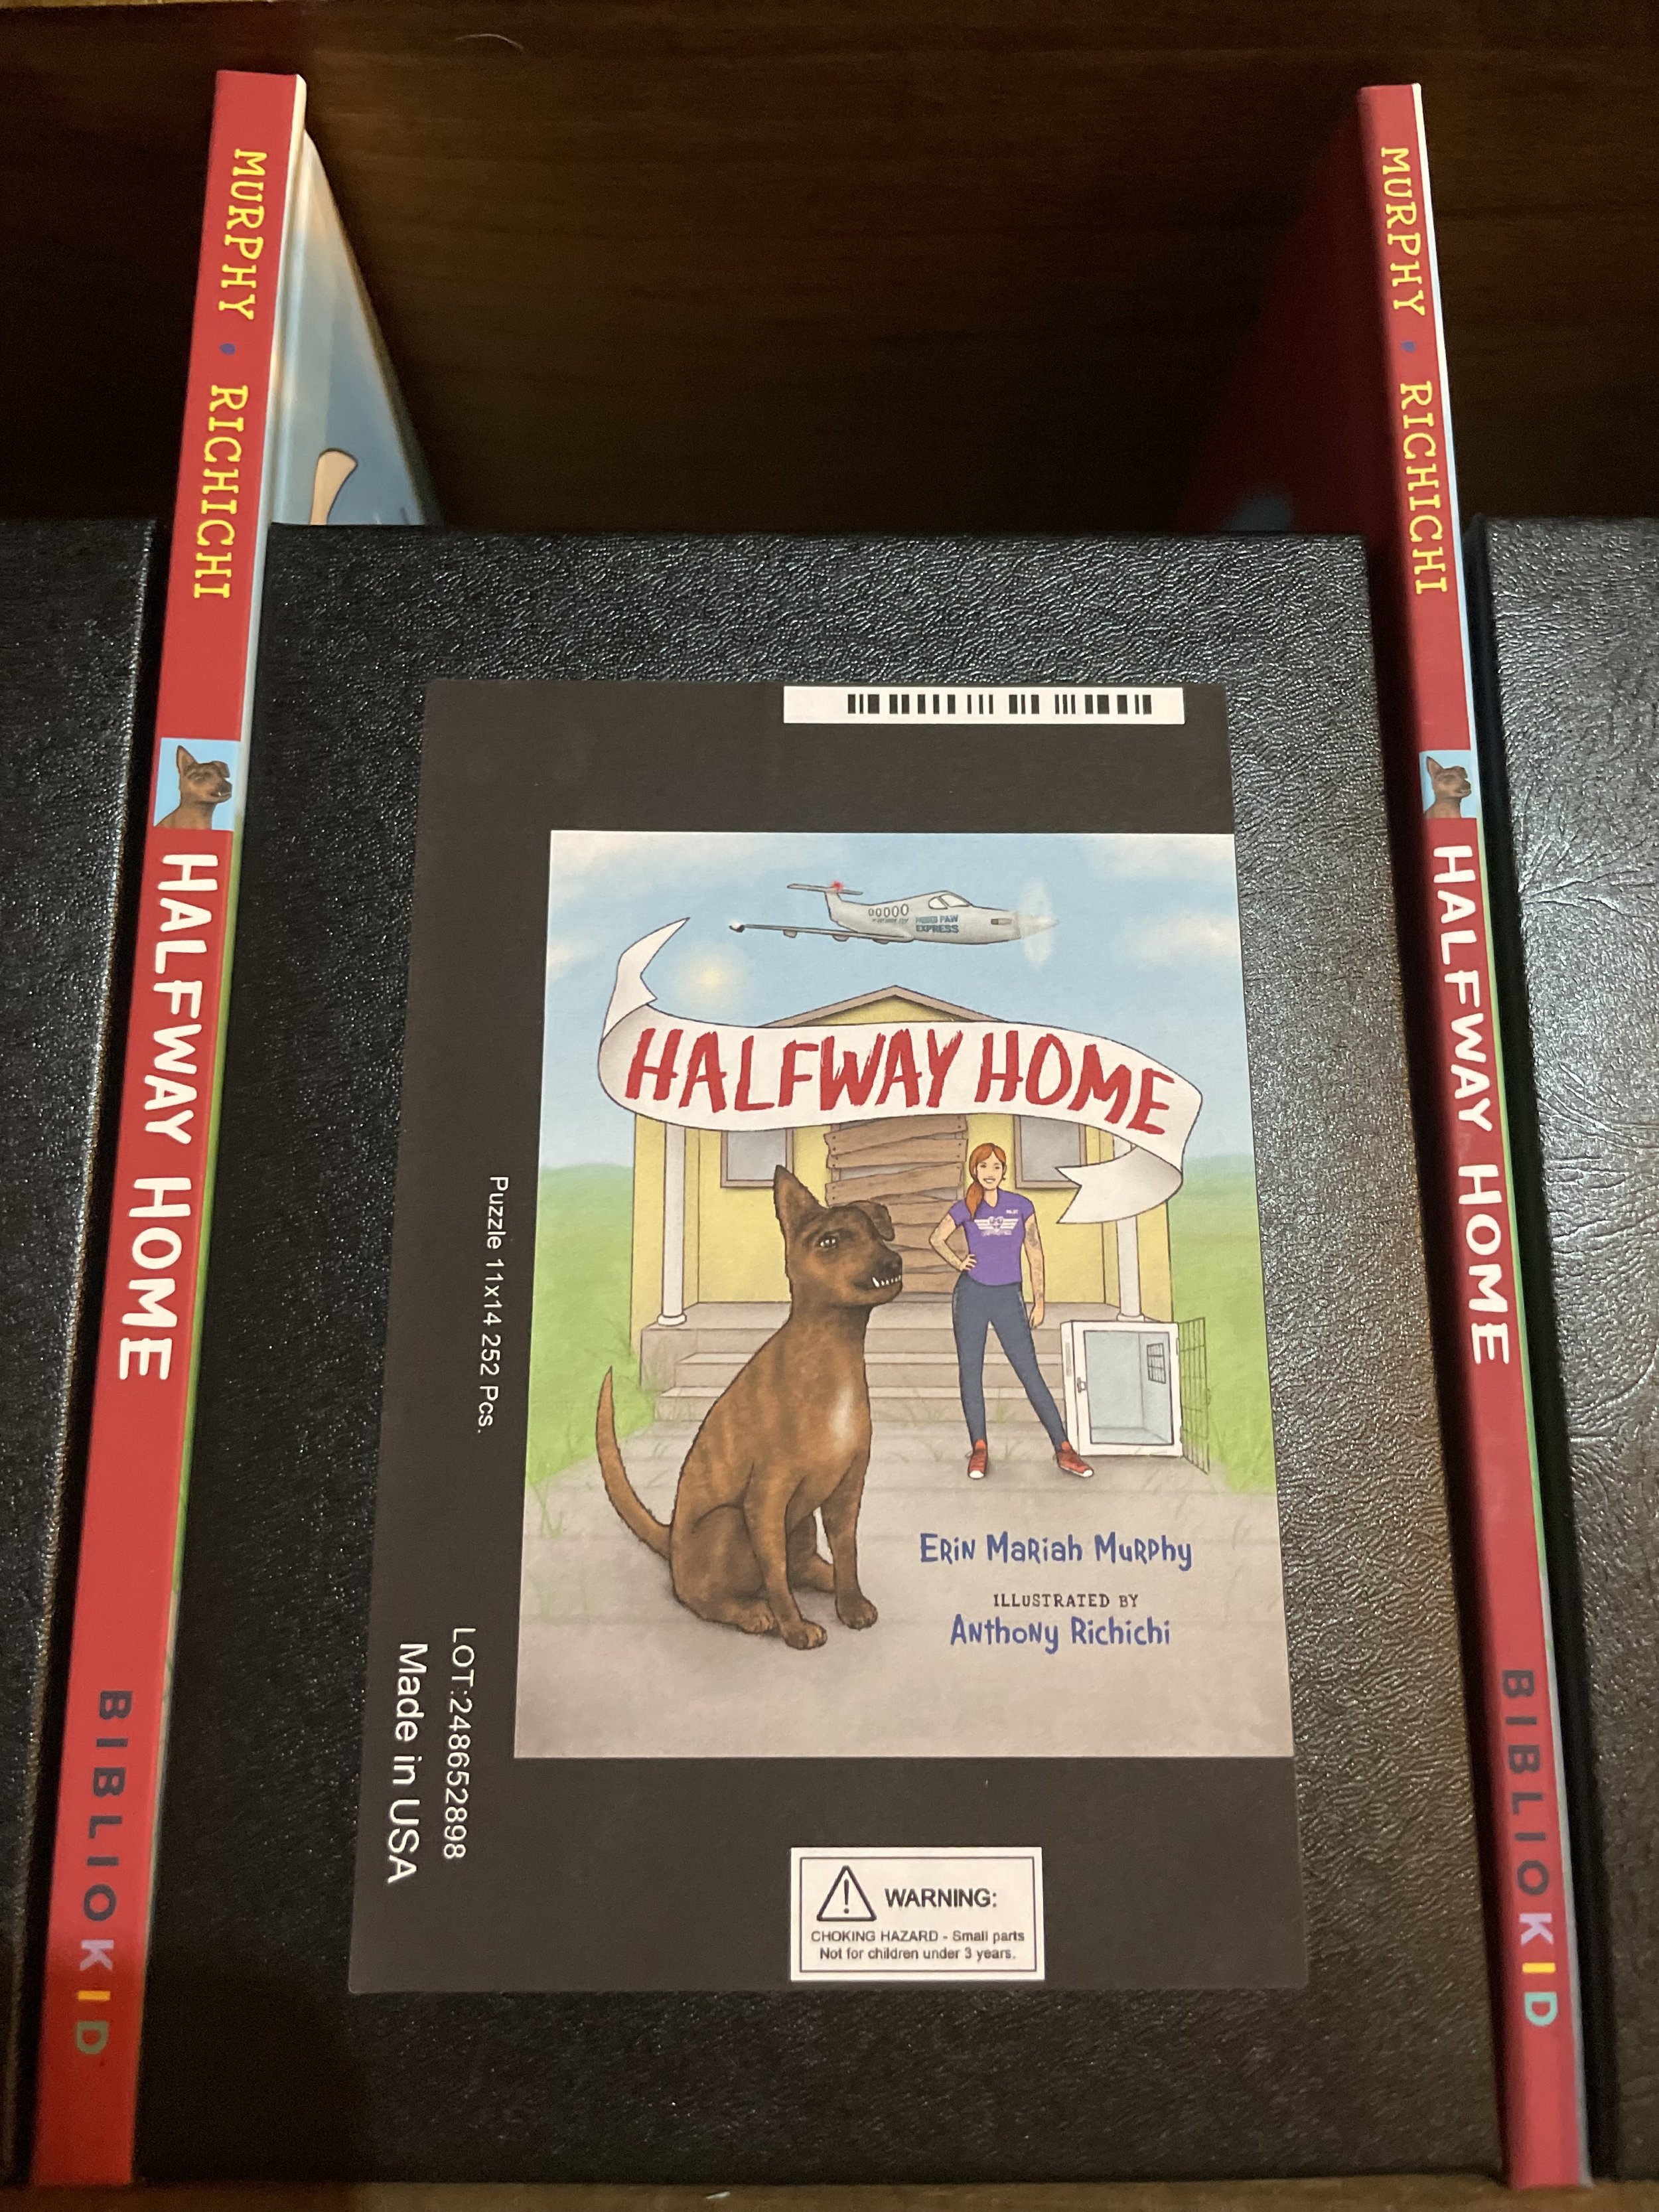 MURPHY • RICHICHI HALFWAY HOME BIBLIOKID
PAW
EXPRESS
HALFWAY HOME
ERIN MARIAH MURPHY
ILLUSTRATED BY
ANTHONY RICHICHI
Puzzle 11x14 252 Pcs.
LOT:248652898
Made in USA
WARNING:
CHOKING HAZARD - Small parts
Not for children under 3 years.
MURPHY • RICHICHI HALFWAY HOME BIBLIOKID